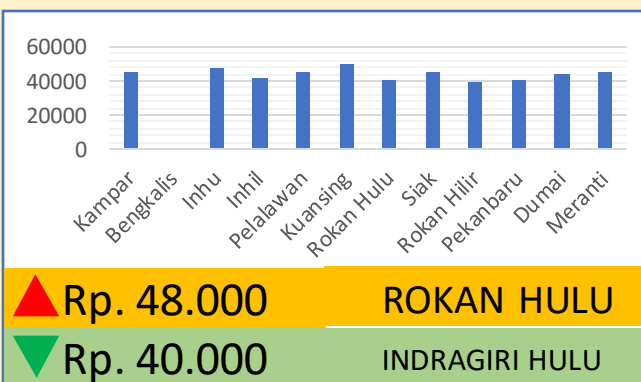 60000
40000
20000
0
Kampar
Bengkalis
Inhu
Inhil
Pelalawan
Kuansing
Rokan Hulu
Siak
Rokan Hilir
Pekanbaru
Dumai
Meranti
Rp. 48.000 ROKAN HULU
Rp. 40.000 INDRAGIRI HULU